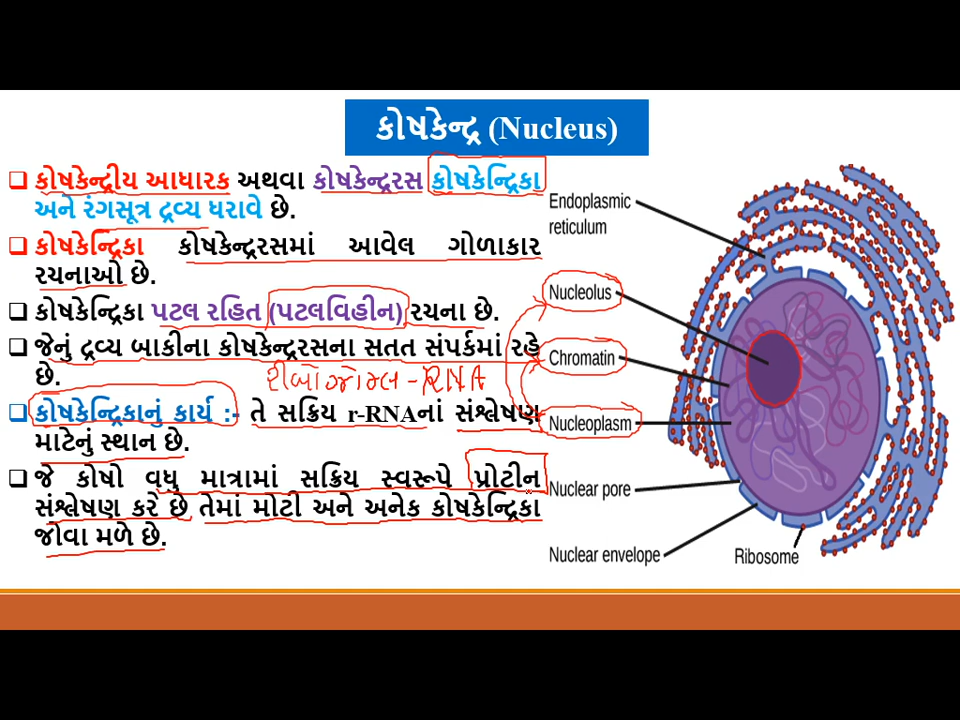 કોષકેન્દ્ર (Nucleus)
કોષકેન્દ્રીય આધારક અથવા કોષકેન્દ્રરસ કોષકેન્દ્રિકા
અને રંગસૂત્ર દ્રવ્ય ધરાવે છે.
કોષકેન્દ્રિકા કોષકેન્દ્રરસમાં આવેલ ગોળાકાર
રચનાઓ છે.
કોષકેન્દ્રિકા પટલ રહિત (પટલવિહીન) રચના છે.
જેનું દ્રવ્ય બાકીના કોષકેન્દ્રરસના સતત સંપર્કમાં રહે
છે.
રીબોઝોમલ - RNA
કોષકેન્દ્રિકાનું કાર્ય :- તે સક્રિય r-RNAનાં સંશ્લેષણ
માટેનું સ્થાન છે.
જે કોષો વધુ માત્રામાં સક્રિય સ્વરૂપે પ્રોટીન
સંશ્લેષણ કરે છે તેમાં મોટી અને અનેક કોષકેન્દ્રિકા
જોવા મળે છે.
Endoplasmic
reticulum
Nucleolus
Chromatin
Nucleoplasm
Nuclear pore
Nuclear envelope
Ribosome